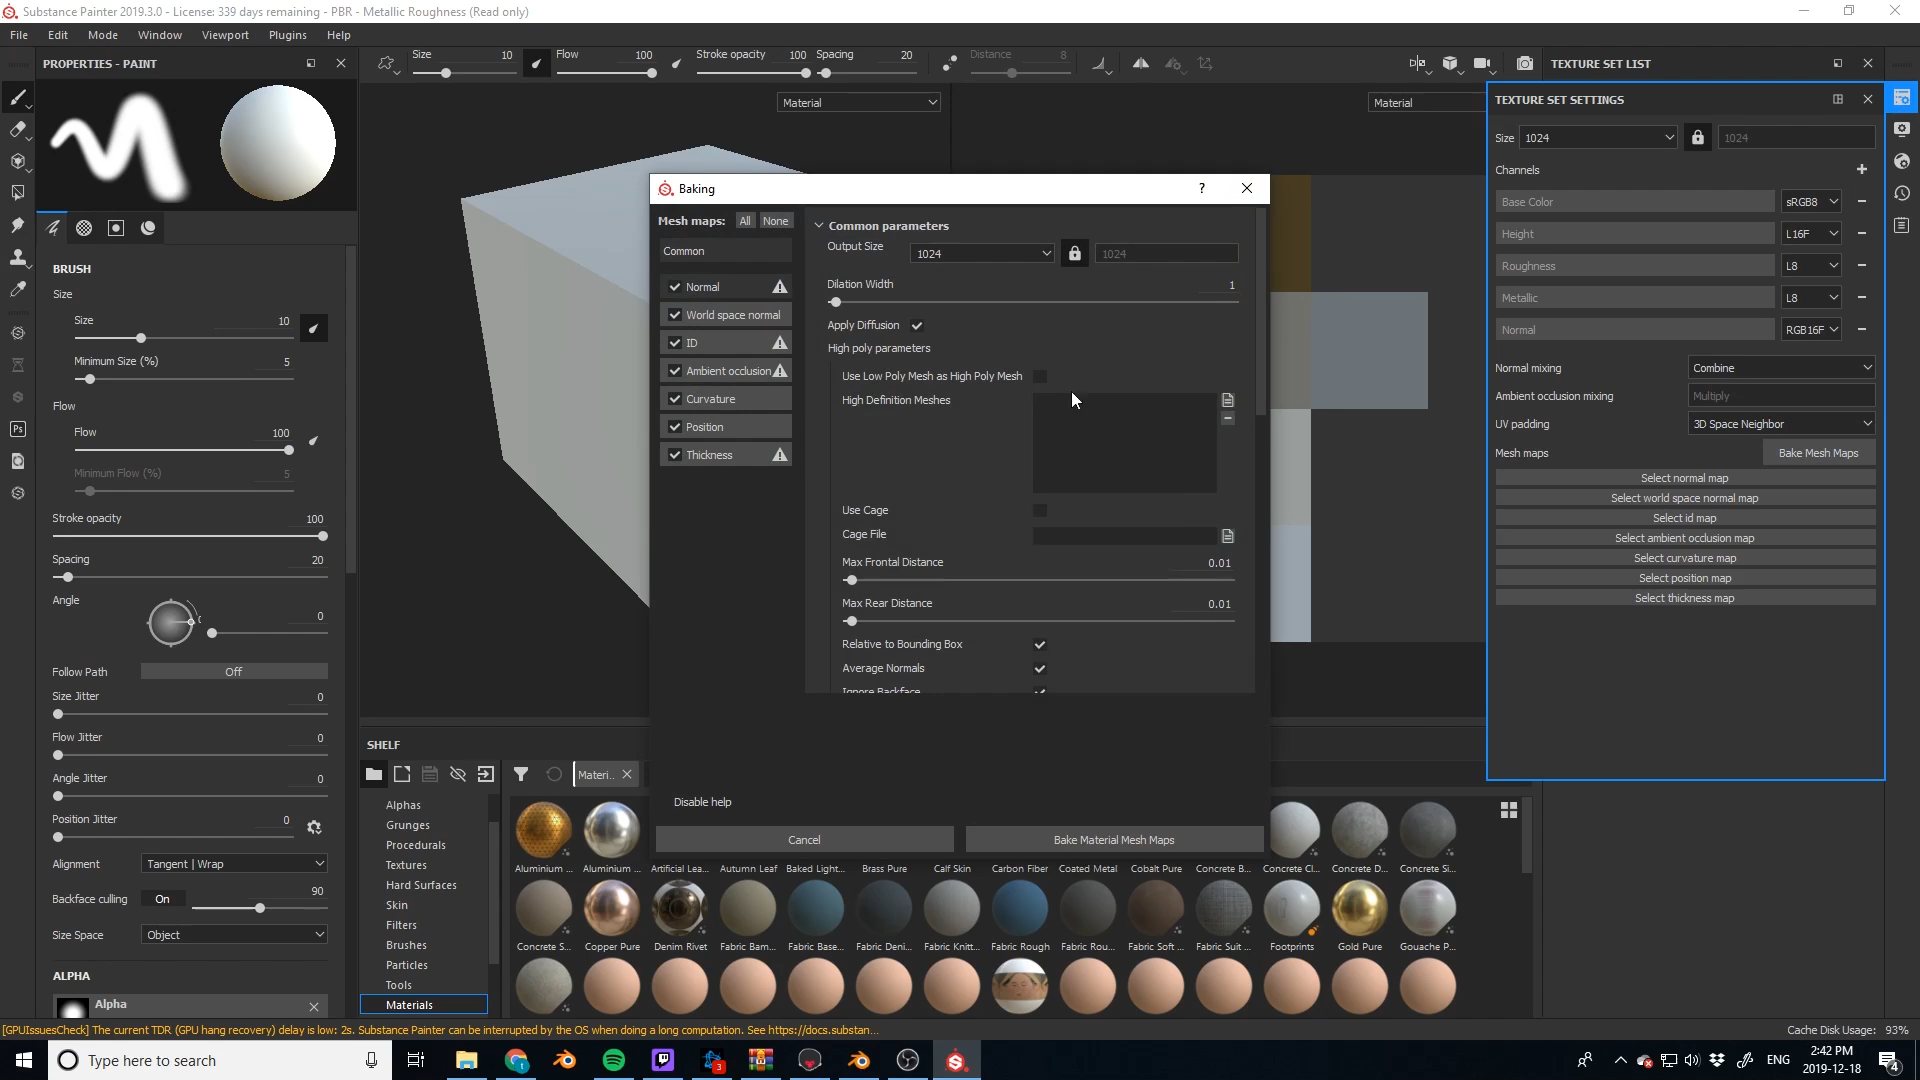 Substance Painter 2019.3.0 - License: 339 days remaining - PBR - Metallic Roughness (Read only)
File Edit Mode Window Viewport Plugins Help
PROPERTIES - PAINT
Size 10
Flow 100
Stroke opacity 100
Spacing 20
Distance 8
Material
Material
TEXTURE SET LIST
BRUSH
Size
Size 10
Minimum Size (%) 5
Flow
Flow 100
Minimum Flow (%) 5
Stroke opacity 100
Spacing 20
Angle 0
Follow Path Off
Size Jitter 0
Flow Jitter 0
Angle Jitter 0
Position Jitter 0
Alignment Tangent | Wrap
Backface culling On 90
Size Space Object
ALPHA
Alpha
Ps
Baking ?
Mesh maps: All None
Common
Normal
World space normal
ID
Ambient occlusion
Curvature
Position
Thickness
Common parameters
Output Size 1024 1024
Dilation Width 1
Apply Diffusion
High poly parameters
Use Low Poly Mesh as High Poly Mesh
High Definition Meshes
Use Cage
Cage File
Max Frontal Distance 0.01
Max Rear Distance 0.01
Relative to Bounding Box
Average Normals
Ignore Backface
Disable help
Cancel Bake Material Mesh Maps
TEXTURE SET SETTINGS
Size 1024 1024
Channels
Base Color sRGB8
Height L16F
Roughness L8
Metallic L8
Normal RGB16F
Normal mixing Combine
Ambient occlusion mixing Multiply
UV padding 3D Space Neighbor
Mesh maps Bake Mesh Maps
Select normal map
Select world space normal map
Select id map
Select ambient occlusion map
Select curvature map
Select position map
Select thickness map
SHELF
Materi..
Alphas
Grunges
Procedurals
Textures
Hard Surfaces
Skin
Filters
Brushes
Particles
Tools
Materials
Aluminium ... Aluminium ... Artificial Lea... Autumn Leaf Baked Light... Brass Pure Calf Skin Carbon Fiber Coated Metal Cobalt Pure Concrete B... Concrete Cl... Concrete D... Concrete Si...
Concrete S... Copper Pure Denim Rivet Fabric Bam... Fabric Base... Fabric Deni... Fabric Knitt... Fabric Rough Fabric Rou... Fabric Soft ... Fabric Suit ... Footprints Gold Pure Gouache P...
[GPUIssuesCheck] The current TDR (GPU hang recovery) delay is low: 2s. Substance Painter can be interrupted by the OS when doing a long computation. See https://docs.substan...
Cache Disk Usage: 93%
Type here to search
3
ENG
2:42 PM
2019-12-18
4